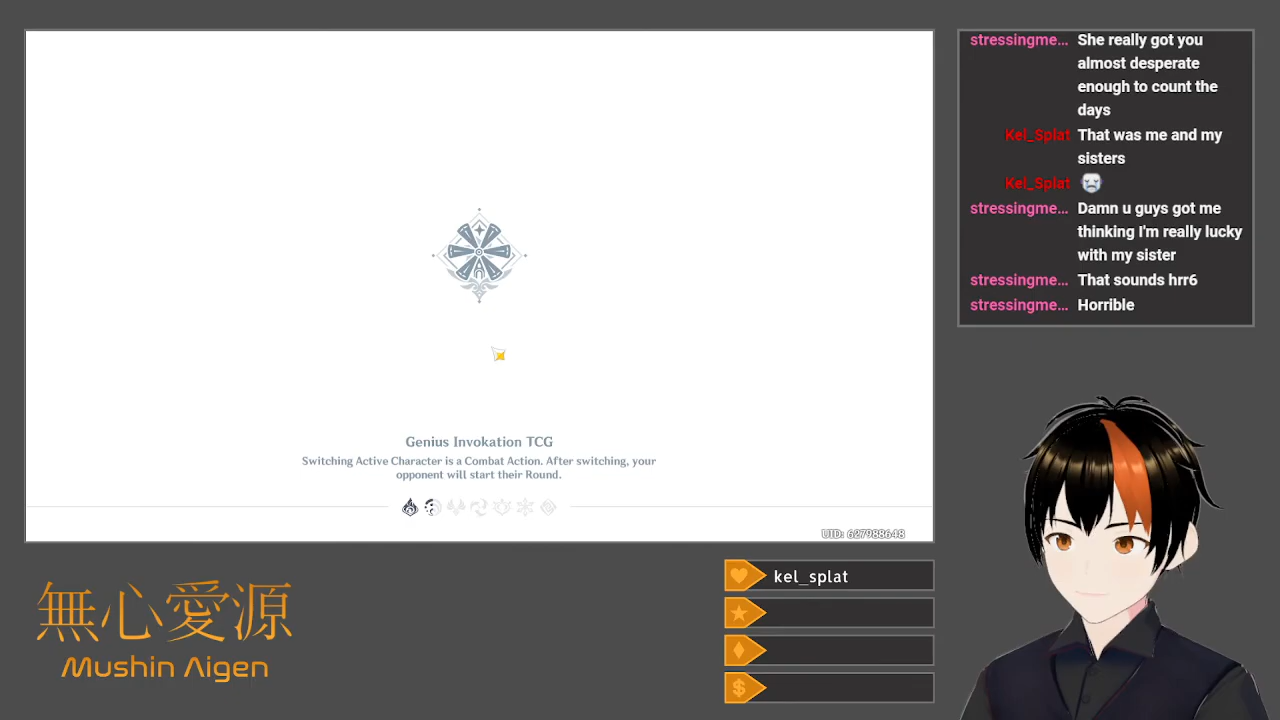 stressingme... She really got you
almost desperate
enough to count the
days
Kel_Splat That was me and my
sisters
Kel_Splat
stressingme... Damn u guys got me
thinking I'm really lucky
with my sister
stressingme... That sounds hrr6
stressingme... Horrible
Genius Invokation TCG
Switching Active Character is a Combat Action. After switching, your
opponent will start their Round.
UID: 627988648
kel_splat
無心愛源
Mushin Aigen